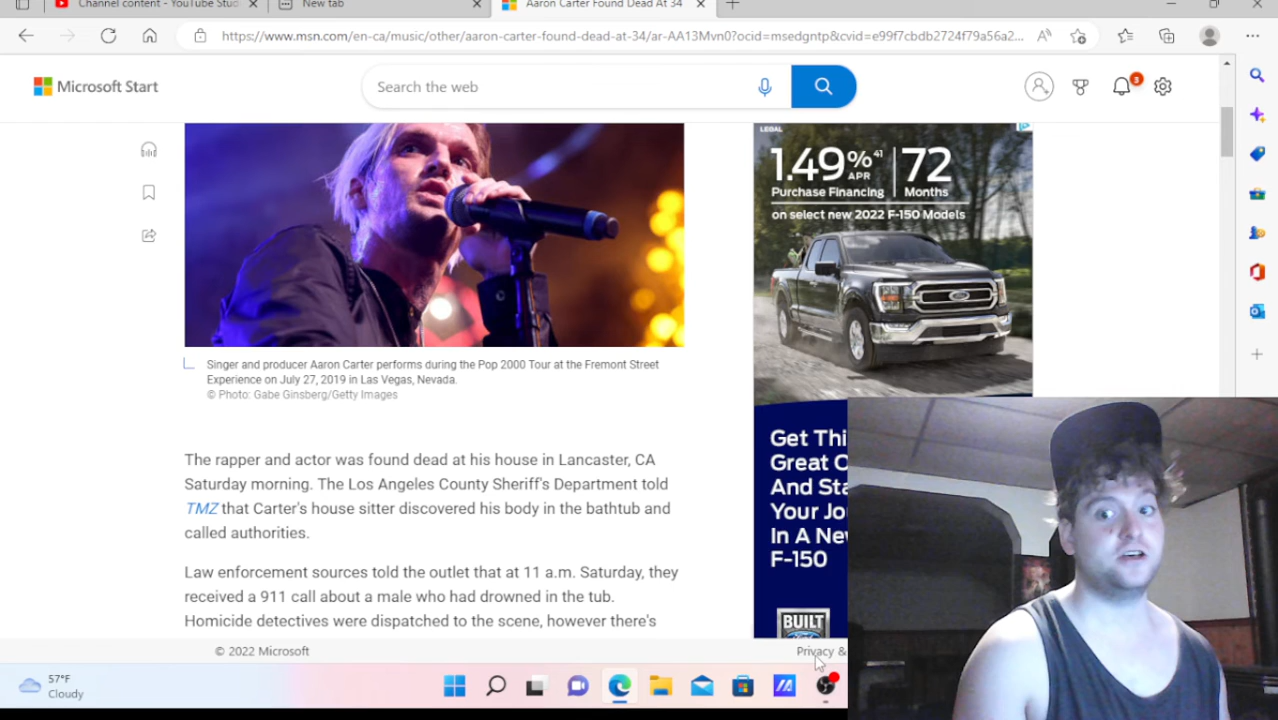 Channel content - YouTube Stud
New tab
Aaron Carter Found Dead At 34
https://www.msn.com/en-ca/music/other/aaron-carter-found-dead-at-34/ar-AA13Mvn0?ocid=msedgntp&cvid=e99f7cbdb2724f79a56a2...
Microsoft Start
Search the web
3
LEGAL
1.49%41 APR
72
Purchase Financing
Months
on select new 2022 F-150 Models
Singer and producer Aaron Carter performs during the Pop 2000 Tour at the Fremont Street
Experience on July 27, 2019 in Las Vegas, Nevada.
© Photo: Gabe Ginsberg/Getty Images
The rapper and actor was found dead at his house in Lancaster, CA
Saturday morning. The Los Angeles County Sheriff's Department told
TMZ that Carter's house sitter discovered his body in the bathtub and
called authorities.
Law enforcement sources told the outlet that at 11 a.m. Saturday, they
received a 911 call about a male who had drowned in the tub.
Homicide detectives were dispatched to the scene, however there's
Get Thi
Great O
And Sta
Your Jo
In A Ne
F-150
BUILT
© 2022 Microsoft
Privacy &
57°F
Cloudy